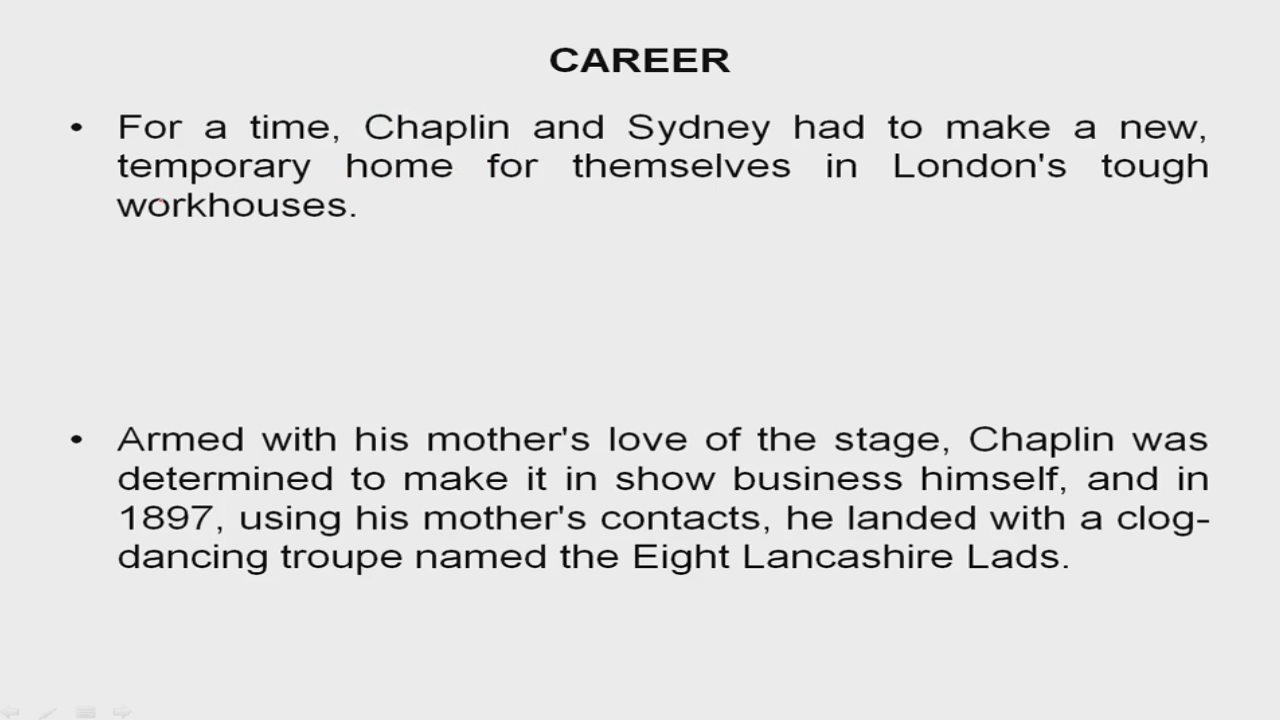 CAREER
• For a time, Chaplin and Sydney had to make a new,
temporary home for themselves in London's tough
workhouses.
• Armed with his mother's love of the stage, Chaplin was
determined to make it in show business himself, and in
1897, using his mother's contacts, he landed with a clog-
dancing troupe named the Eight Lancashire Lads.